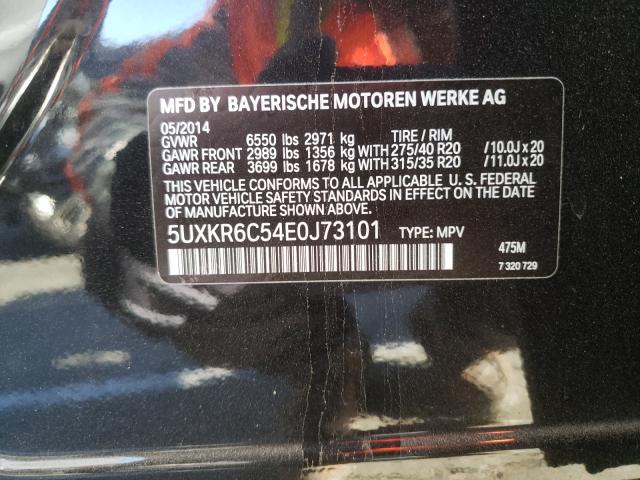 MFD BY BAYERISCHE MOTOREN WERKE AG
05/2014
GVWR 6550 lbs 2971 kg TIRE / RIM
GAWR FRONT 2989 lbs 1356 kg WITH 275/40 R20 /10.0J x 20
GAWR REAR 3699 lbs 1678 kg WITH 315/35 R20 /11.0J x 20
THIS VEHICLE CONFORMS TO ALL APPLICABLE U. S. FEDERAL
MOTOR VEHICLE SAFETY STANDARDS IN EFFECT ON THE DATE
OF MANUFACTURE SHOWN ABOVE.
5UXKR6C54E0J73101 TYPE: MPV
475M
7 320 729